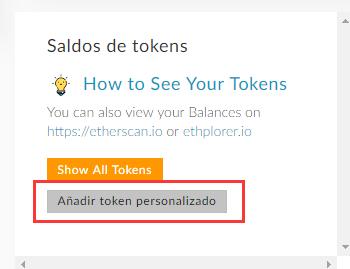 Saldos de tokens
How to See Your Tokens
You can also view your Balances on
https://etherscan.io or ethplorer.io
Show All Tokens
Añadir token personalizado